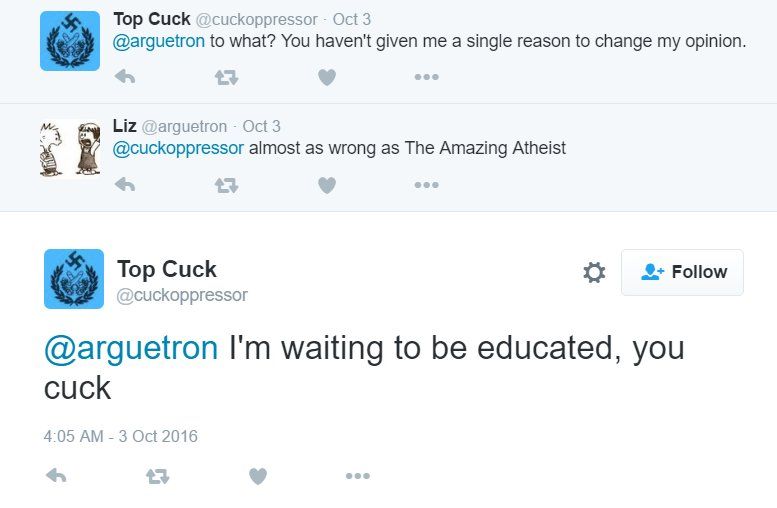 Top Cuck @cuckoppressor · Oct 3
@arguetron to what? You haven't given me a single reason to change my opinion.
Liz @arguetron · Oct 3
@cuckoppressor almost as wrong as The Amazing Atheist
Top Cuck
@cuckoppressor
Follow
@arguetron I'm waiting to be educated, you
cuck
4:05 AM - 3 Oct 2016